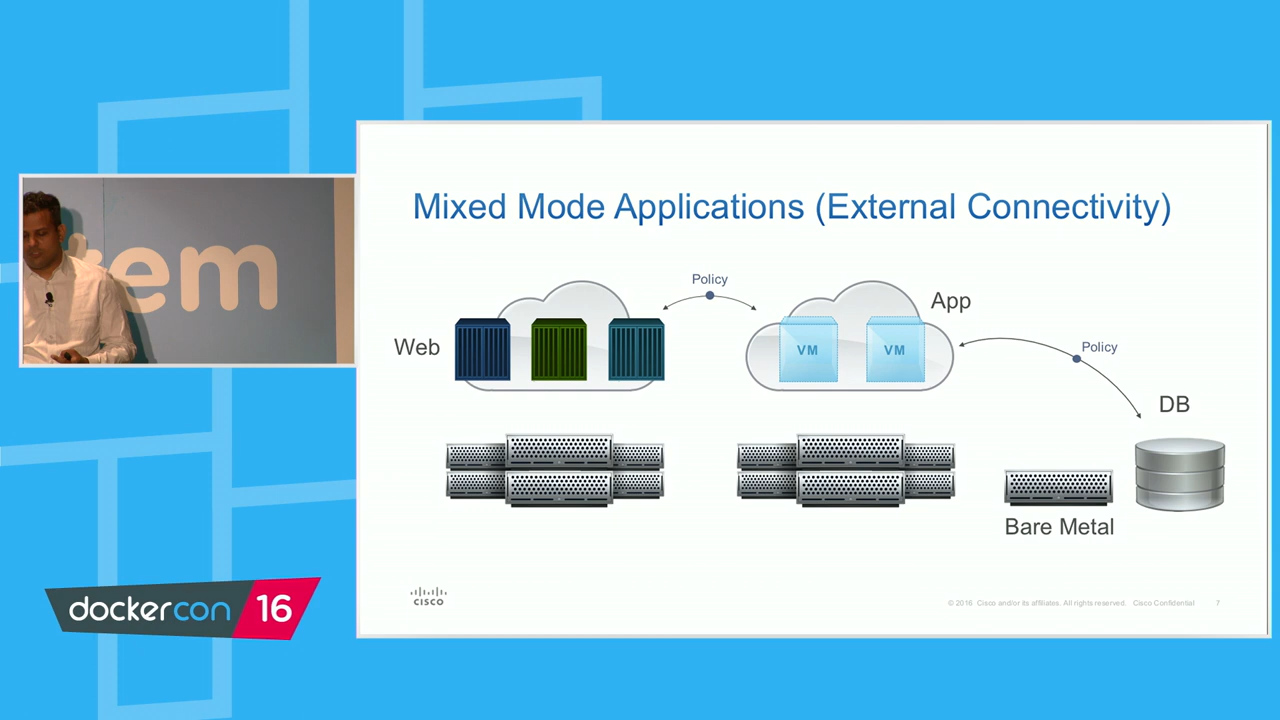 Mixed Mode Applications (External Connectivity)
Policy
Web
VM
VM
App
Policy
DB
Bare Metal
CISCO
© 2016 Cisco and/or its affiliates. All rights reserved. Cisco Confidential
7
em
dockercon 16